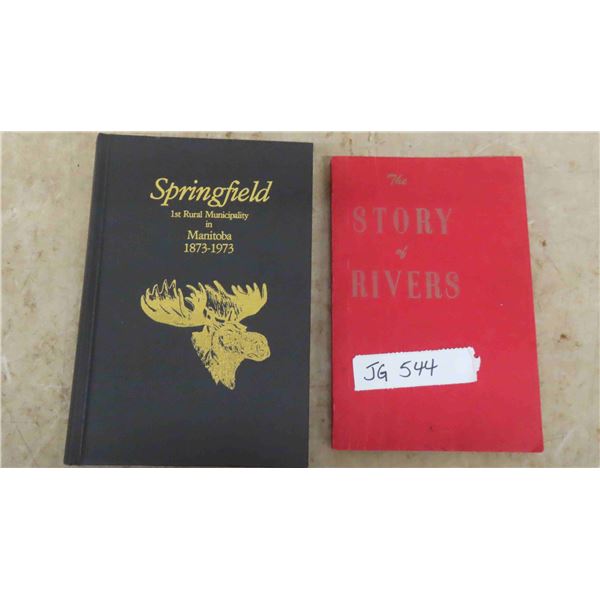 Springfield
1st Rural Municipality
in
Manitoba
1873-1973
The
STORY
of
RIVERS
JG 544